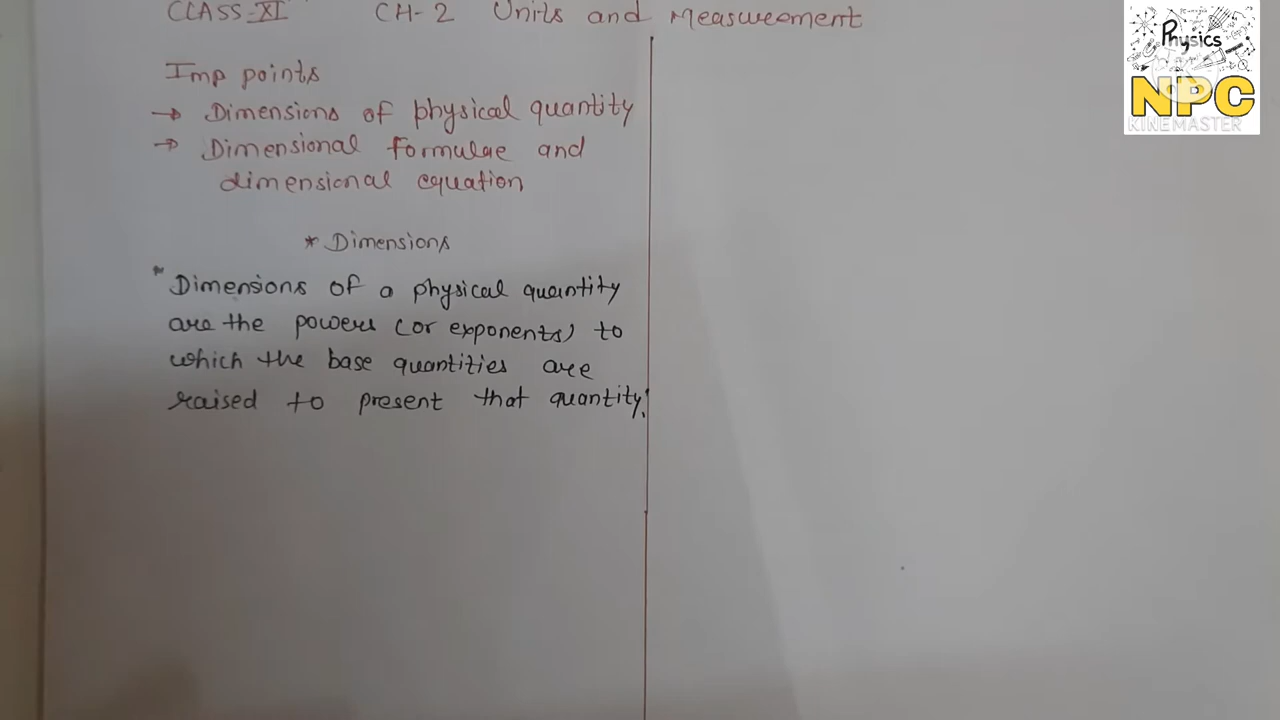 CLASS-XI CH-2 Units and Measurement
Imp points
→ Dimensions of physical quantity
→ Dimensional formulae and
dimensional equation
* Dimensions
* Dimensions of a physical quantity
are the powers (or exponents) to
which the base quantities are
raised to present that quantity.
Physics
NPC
KINEMASTER